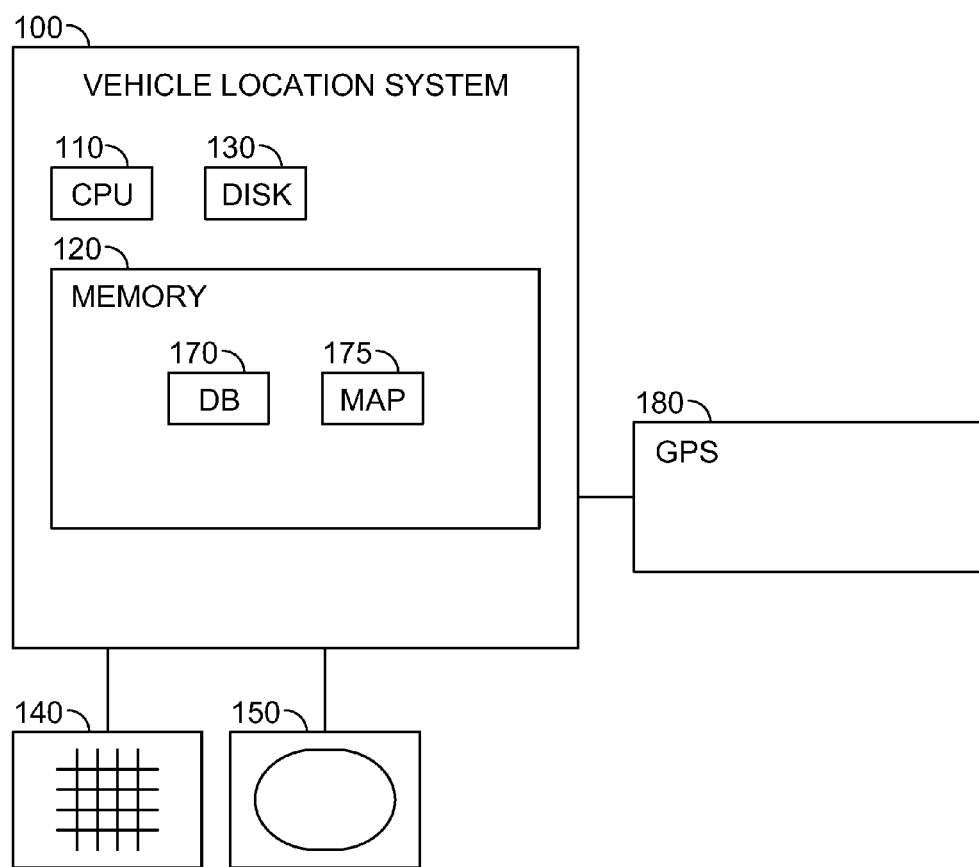 100
VEHICLE LOCATION SYSTEM
110
130
CPU
DISK
120
MEMORY
170
175
DB
MAP
180
GPS
140
150